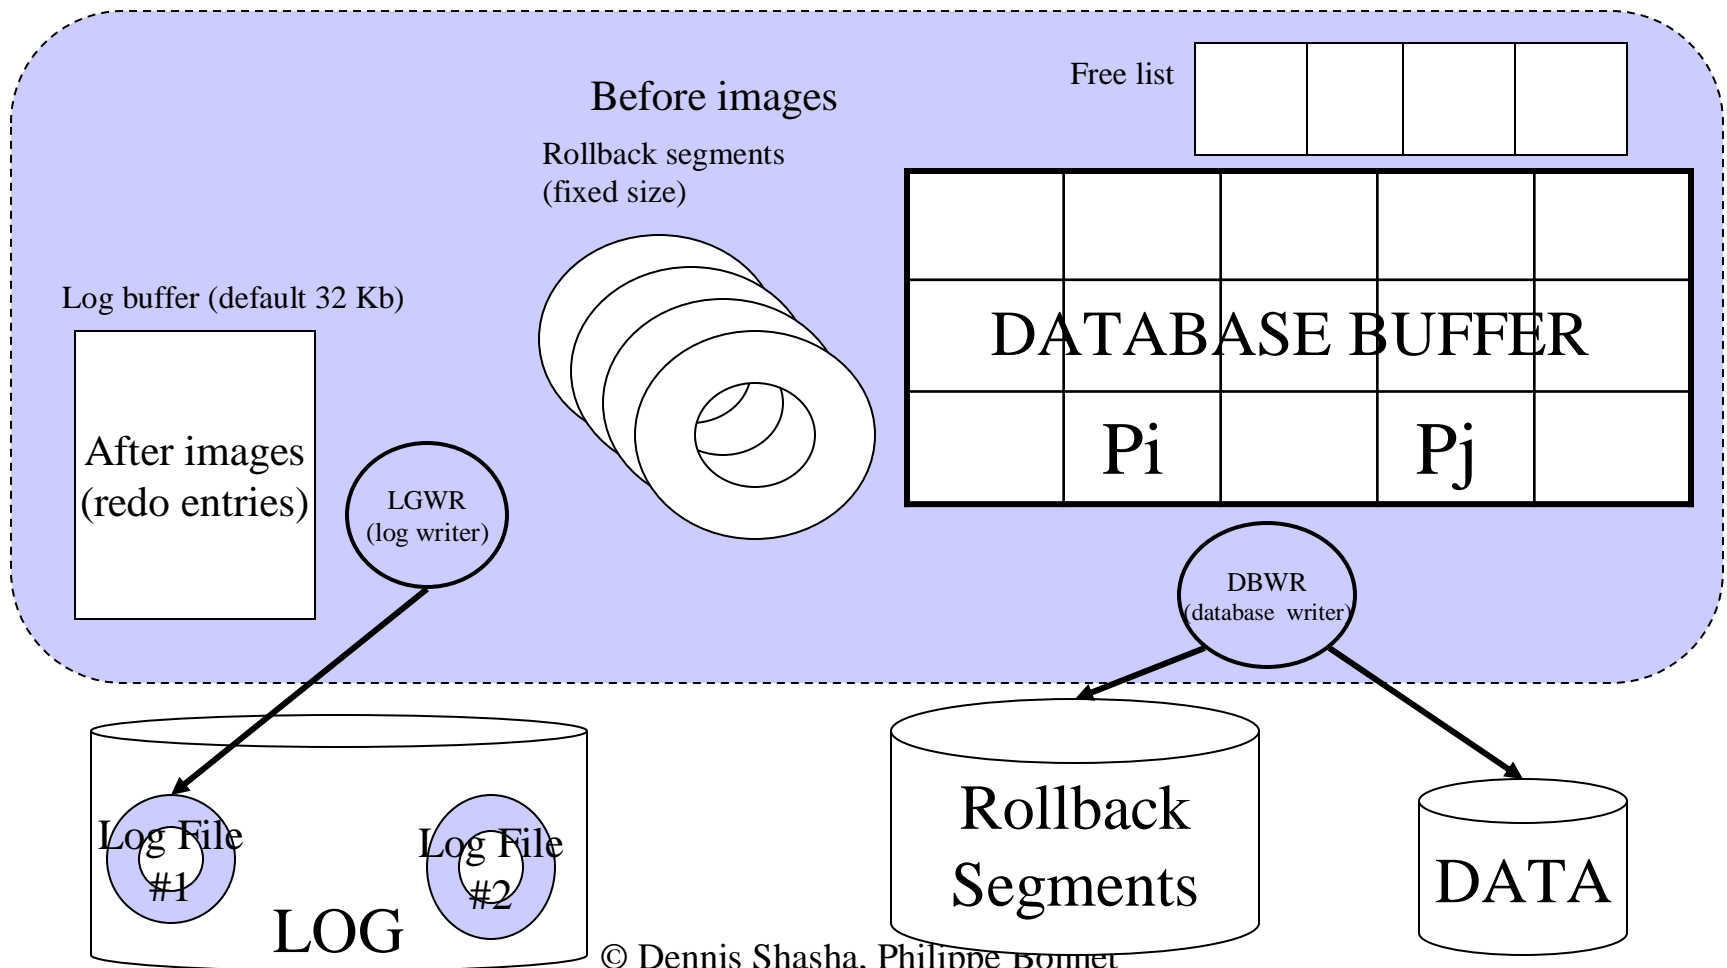 Free list
Before images
Rollback segments
(fixed size)
Log buffer (default 32 Kb)
DATABASE BUFFER
After images
(redo entries)
Pi
Pj
LGWR
(log writer)
DBWR
(database writer)
Log File
#1
Log File
#2
LOG
Rollback
Segments
DATA
© Dennis Shasha, Philippe Bonnet